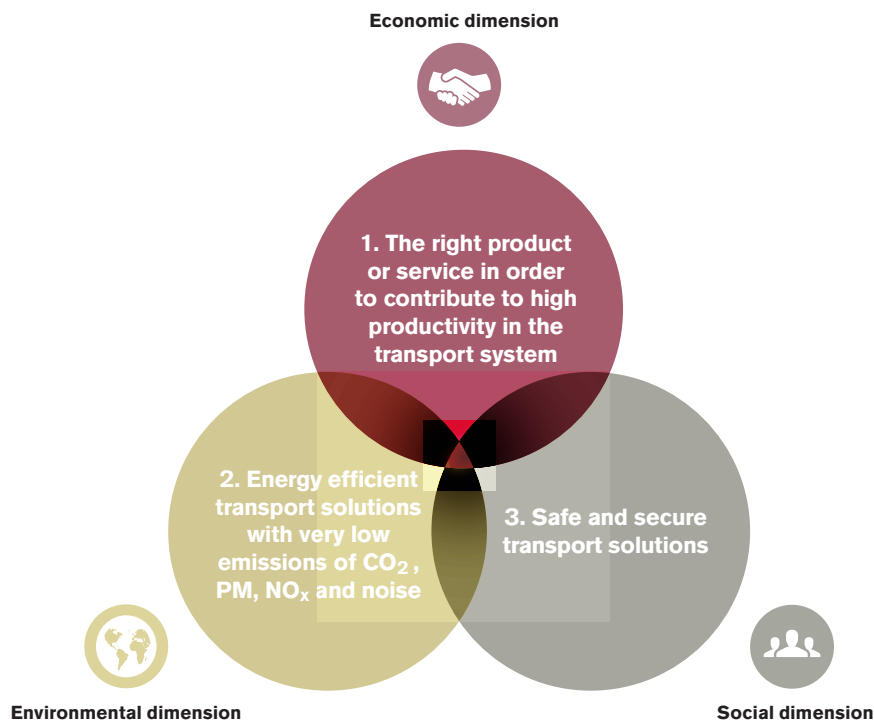 Economic dimension
1. The right product
or service in order
to contribute to high
productivity in the
transport system
2. Energy efficient
transport solutions
with very low
emissions of CO₂ ,
PM, NOₓ and noise
3. Safe and secure
transport solutions
Environmental dimension
Social dimension